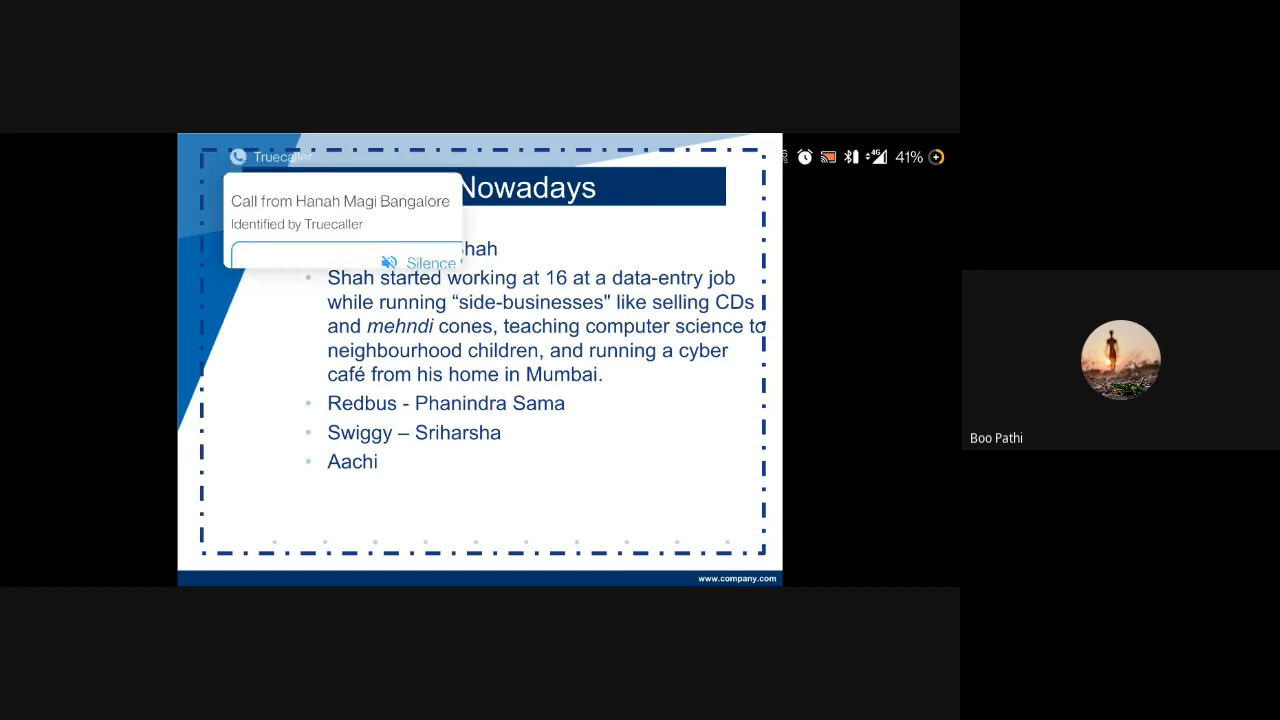 Truecaller
41%
Nowadays
Call from Hanah Magi Bangalore
Identified by Truecaller
Silence
Shah started working at 16 at a data-entry job
while running “side-businesses" like selling CDs
and mehndi cones, teaching computer science to
neighbourhood children, and running a cyber
café from his home in Mumbai.
Redbus - Phanindra Sama
Swiggy – Sriharsha
Aachi
www.company.com
Boo Pathi